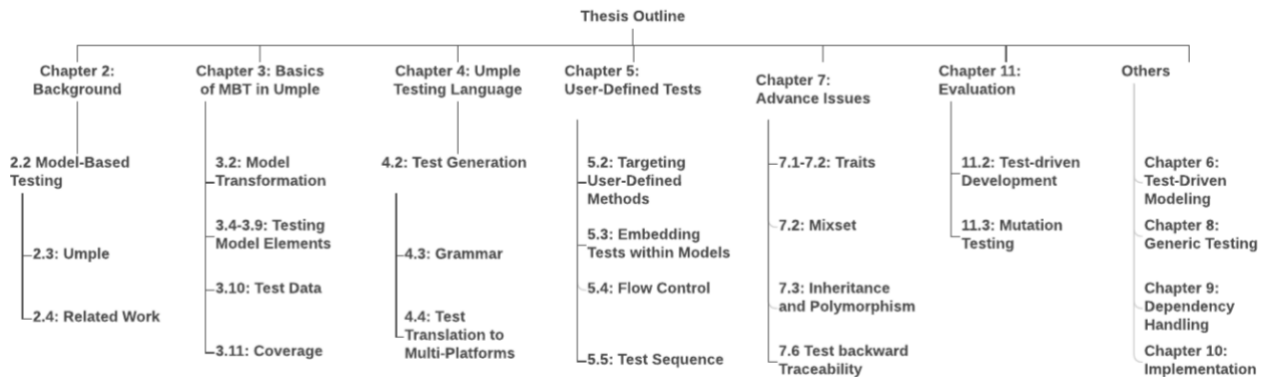 Thesis Outline
Chapter 2:
Background
2.2 Model-Based
Testing
2.3: Umple
2.4: Related Work
Chapter 3: Basics
of MBT in Umple
3.2: Model
Transformation
3.4-3.9: Testing
Model Elements
3.10: Test Data
3.11: Coverage
Chapter 4: Umple
Testing Language
4.2: Test Generation
4.3: Grammar
4.4: Test
Translation to
Multi-Platforms
Chapter 5:
User-Defined Tests
5.2: Targeting
User-Defined
Methods
5.3: Embedding
Tests within Models
5.4: Flow Control
5.5: Test Sequence
Chapter 7:
Advance Issues
7.1-7.2: Traits
7.2: Mixset
7.3: Inheritance
and Polymorphism
7.6 Test backward
Traceability
Chapter 11:
Evaluation
11.2: Test-driven
Development
11.3: Mutation
Testing
Others
Chapter 6:
Test-Driven
Modeling
Chapter 8:
Generic Testing
Chapter 9:
Dependency
Handling
Chapter 10:
Implementation